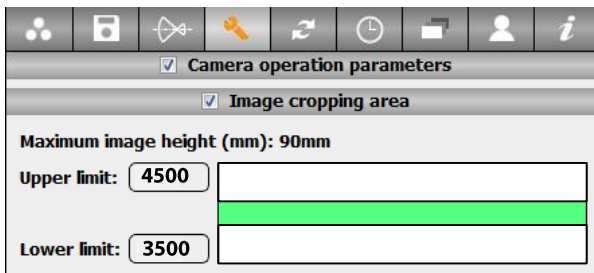 i
Camera operation parameters
Image cropping area
Maximum image height (mm): 90mm
Upper limit: 4500
Lower limit: 3500